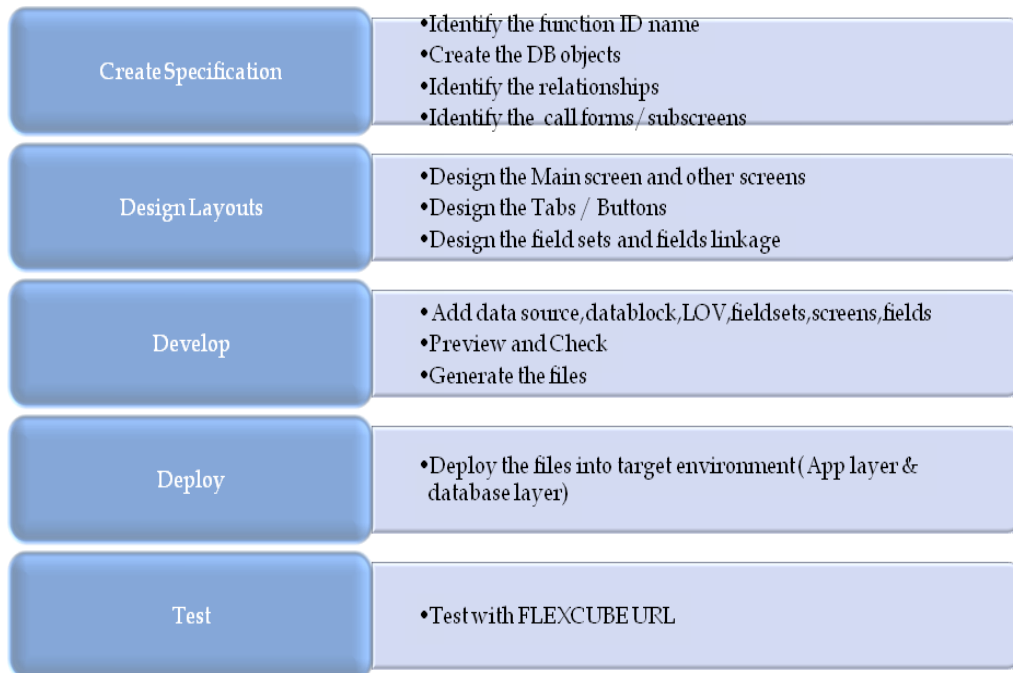 Create Specification
•Identify the function ID name
•Create the DB objects
•Identify the relationships
•Identify the call forms/subscreens
Design Layouts
•Design the Main screen and other screens
•Design the Tabs / Buttons
•Design the field sets and fields linkage
Develop
•Add data source,datablock,LOV,fieldsets,screens,fields
•Preview and Check
•Generate the files
Deploy
•Deploy the files into target environment( App layer &
database layer)
Test
•Test with FLEXCUBE URL